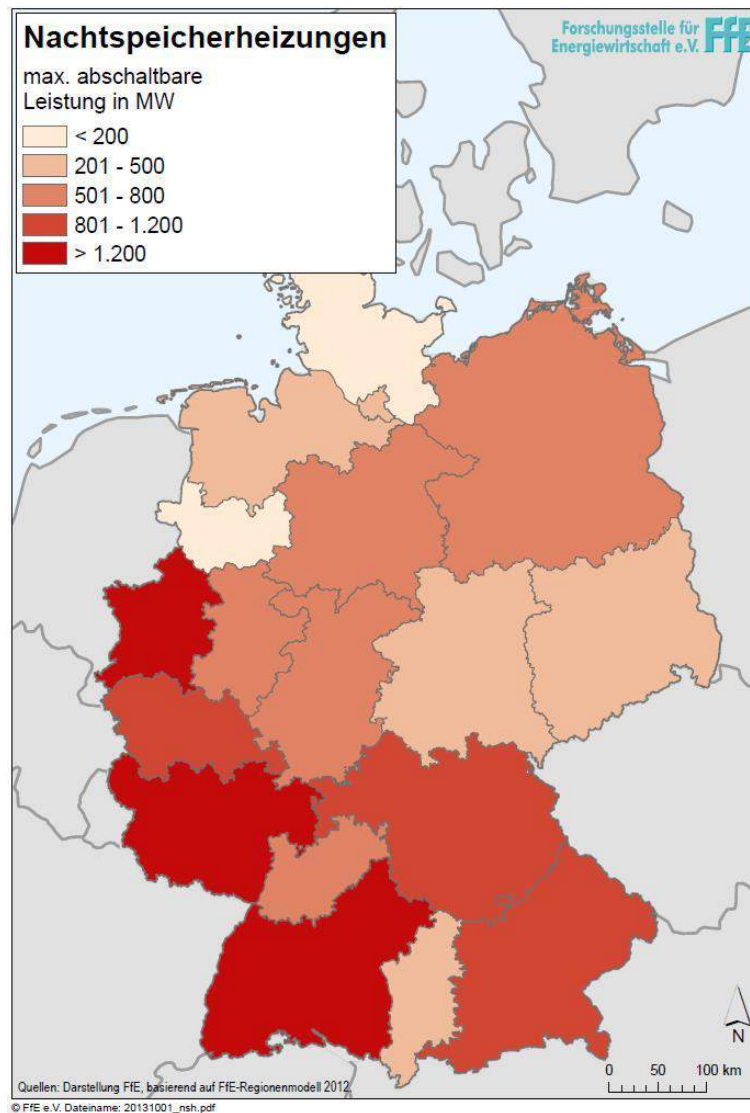 Nachtspeicherheizungen
max. abschaltbare
Leistung in MW
< 200
201 - 500
501 - 800
801 - 1.200
> 1.200
Forschungsstelle für
Energiewirtschaft e.V.
FfE
N
0 50 100 km
Quellen: Darstellung FfE, basierend auf FfE-Regionenmodell 2012
© FfE e.V. Dateiname: 20131001_nsh.pdf